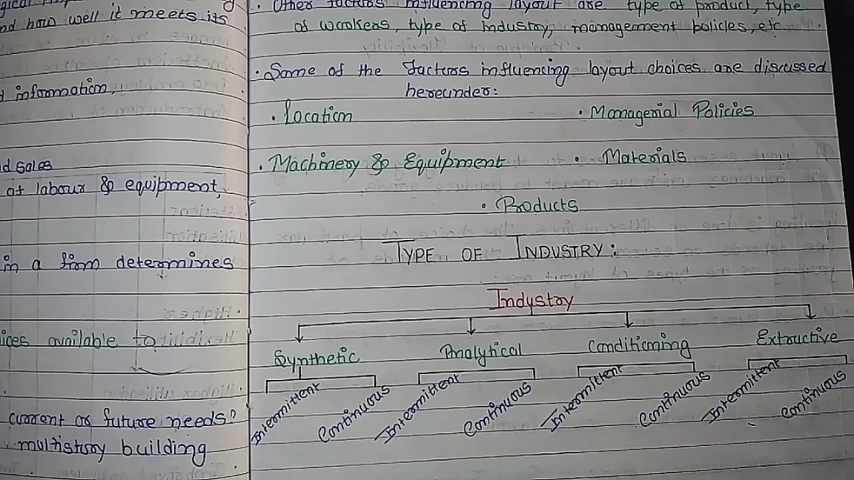 and how well it meets its
d information,
nd sales
of labour & equipment,
in a firm determines
ices available to
current or future needs?
multistory building
• Other factors influencing layout are type of product, type
of workers, type of industry, management policies, etc
• Some of the factors influencing layout choices are discussed
hereunder:
• Location • Managerial Policies
• Machinery & Equipment • Materials
• Products
TYPE OF INDUSTRY:
Industry
Synthetic Analytical Conditioning Extractive
Intermittent Continuous Intermittent Continuous Intermittent Continuous Intermittent Continuous